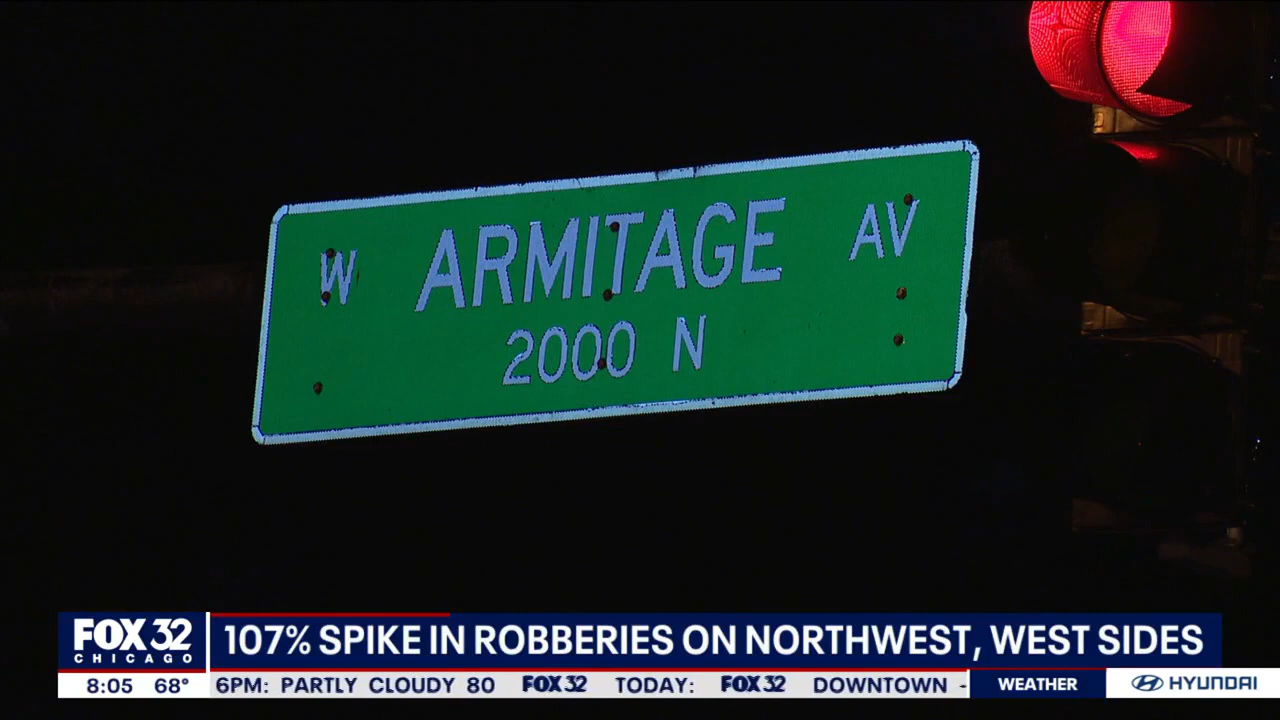 W ARMITAGE AV
2000 N
FOX 32 CHICAGO
107% SPIKE IN ROBBERIES ON NORTHWEST, WEST SIDES
8:05 68° 6PM: PARTLY CLOUDY 80 FOX 32 TODAY: FOX 32 DOWNTOWN - WEATHER HYUNDAI